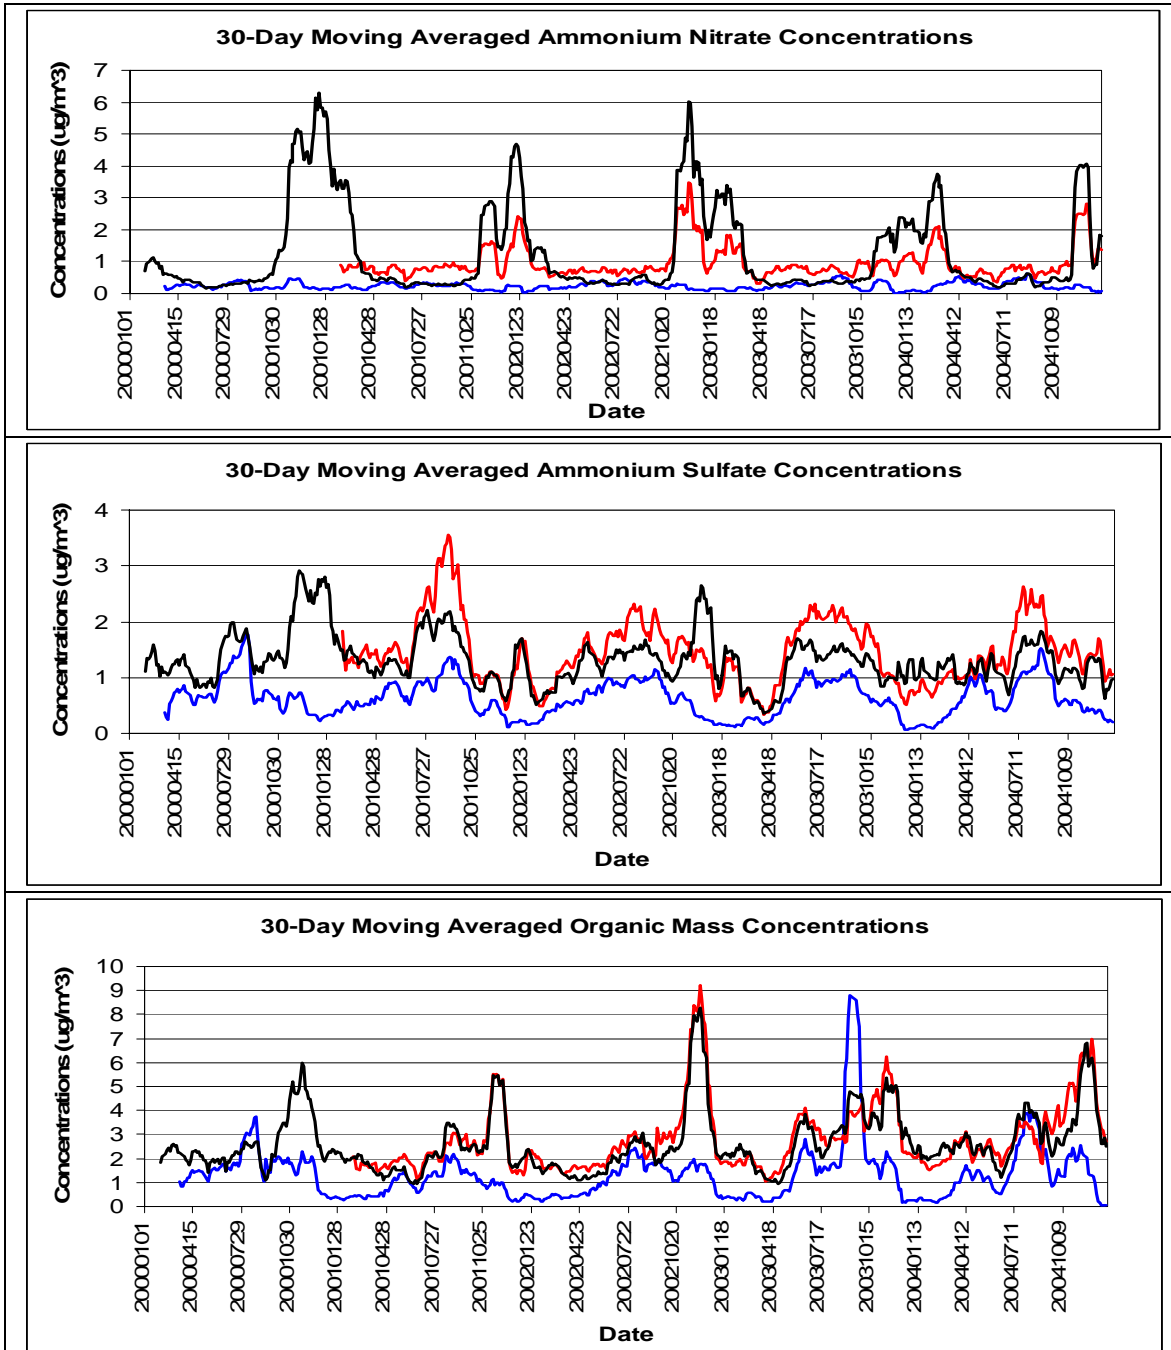 30-Day Moving Averaged Ammonium Nitrate Concentrations
Concentrations (ug/m^3)
7
6
5
4
3
2
1
0
20000101 20000415 20000729 20001030 20010128 20010428 20010727 20011025 20020123 20020423 20020722 20021020 20030118 20030418 20030717 20031015 20040113 20040412 20040711 20041009
Date
30-Day Moving Averaged Ammonium Sulfate Concentrations
Concentrations (ug/m^3)
4
3
2
1
0
20000101 20000415 20000729 20001030 20010128 20010428 20010727 20011025 20020123 20020423 20020722 20021020 20030118 20030418 20030717 20031015 20040113 20040412 20040711 20041009
Date
30-Day Moving Averaged Organic Mass Concentrations
Concentrations (ug/m^3)
10
9
8
7
6
5
4
3
2
1
0
20000101 20000415 20000729 20001030 20010128 20010428 20010727 20011025 20020123 20020423 20020722 20021020 20030118 20030418 20030717 20031015 20040113 20040412 20040711 20041009
Date